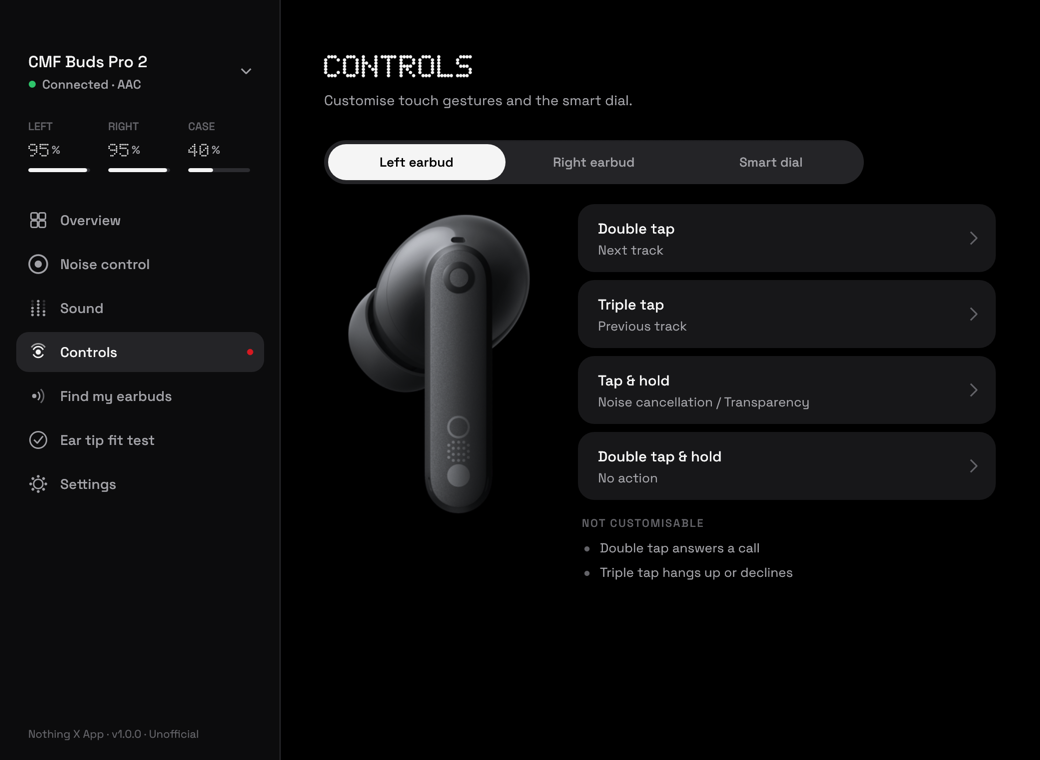 CMF Buds Pro 2
Connected · AAC
LEFT RIGHT CASE
95% 95% 40%
Overview
Noise control
Sound
Controls
Find my earbuds
Ear tip fit test
Settings
Nothing X App · v1.0.0 · Unofficial
CONTROLS
Customise touch gestures and the smart dial.
Left earbud Right earbud Smart dial
Double tap
Next track
Triple tap
Previous track
Tap & hold
Noise cancellation / Transparency
Double tap & hold
No action
NOT CUSTOMISABLE
Double tap answers a call
Triple tap hangs up or declines